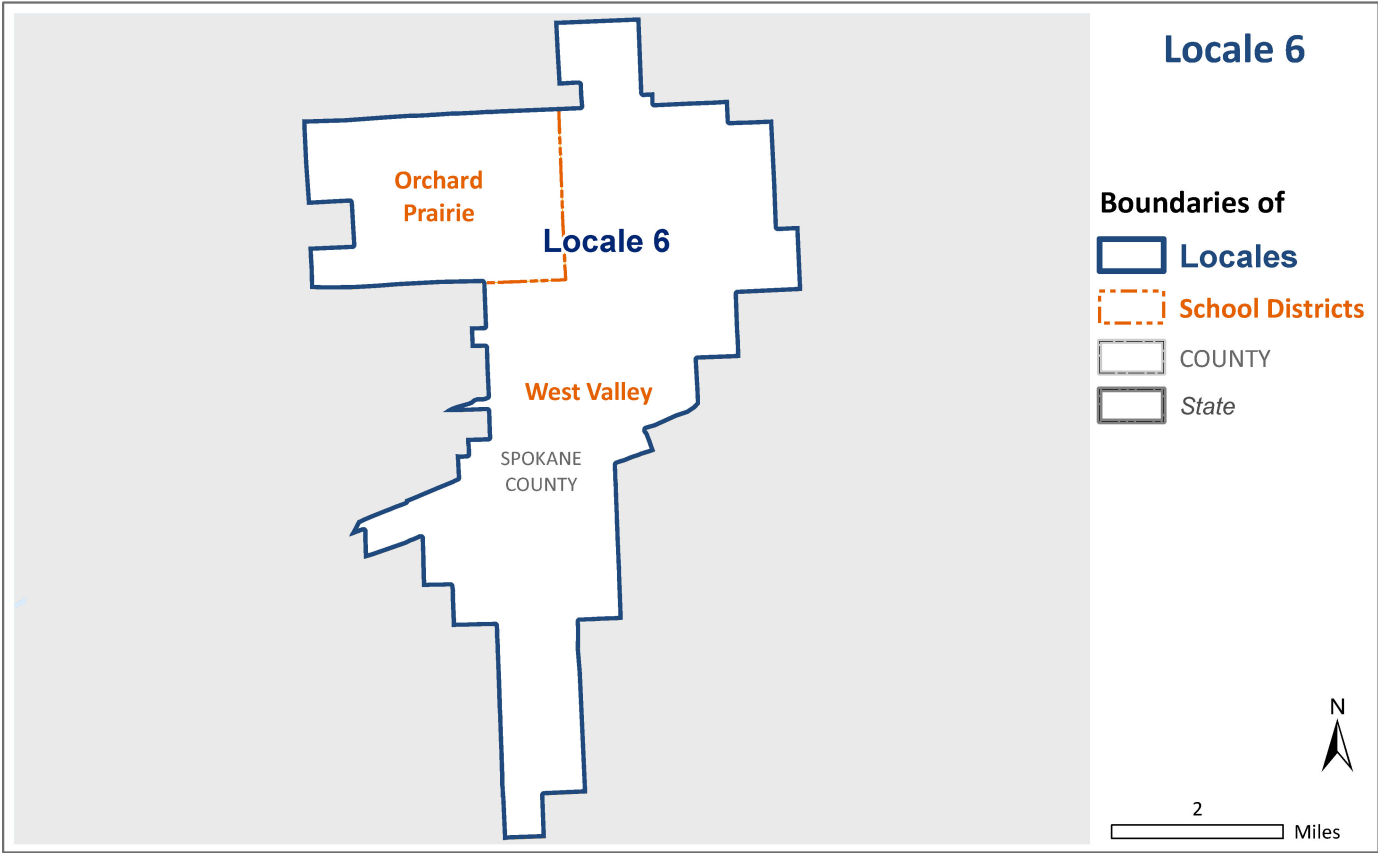 Locale 6
Orchard
Prairie
Locale 6
West Valley
SPOKANE
COUNTY
Boundaries of
Locales
School Districts
COUNTY
State
N
2
Miles